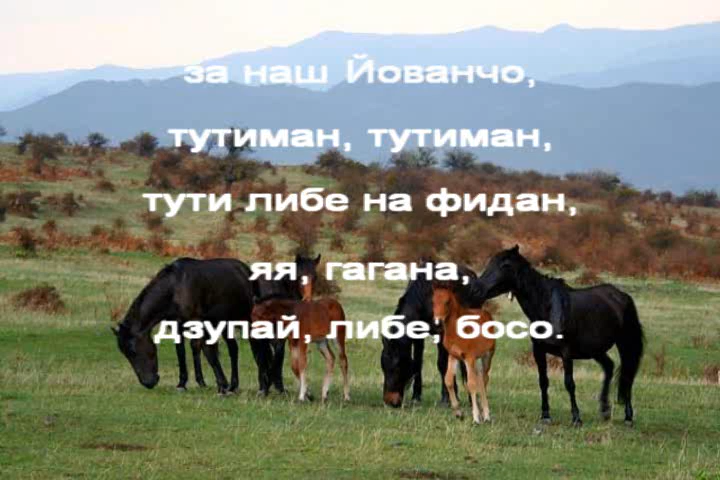 за наш Йованчо,
тутиман, тутиман,
тути либе на фидан,
яя, гагана,
дзупай, либе, босо.